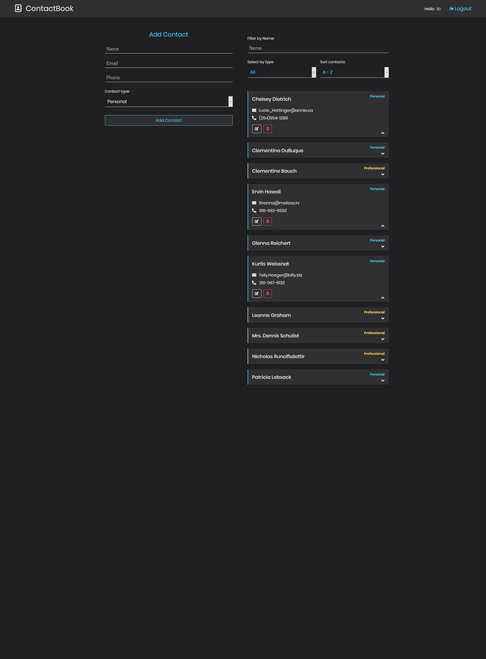 ContactBook
Hello
Logout
Add Contact
Name
Email
Phone
Contact type:
Personal
Add Contact
Filter by Name:
Name
Select by type:
Sort contacts:
All
A - Z
Chelsey Dietrich
Personal
Lucio_Hettinger@annie.ca
(254)954-1289
Clementina DuBuque
Personal
Clementine Bauch
Professional
Ervin Howell
Personal
Shanna@melissa.tv
010-692-6593
Glenna Reichert
Personal
Kurtis Weissnat
Personal
Telly.Hoeger@billy.biz
210-067-6132
Leanne Graham
Professional
Mrs. Dennis Schulist
Professional
Nicholas Runolfsdottir
Professional
Patricia Lebsack
Personal